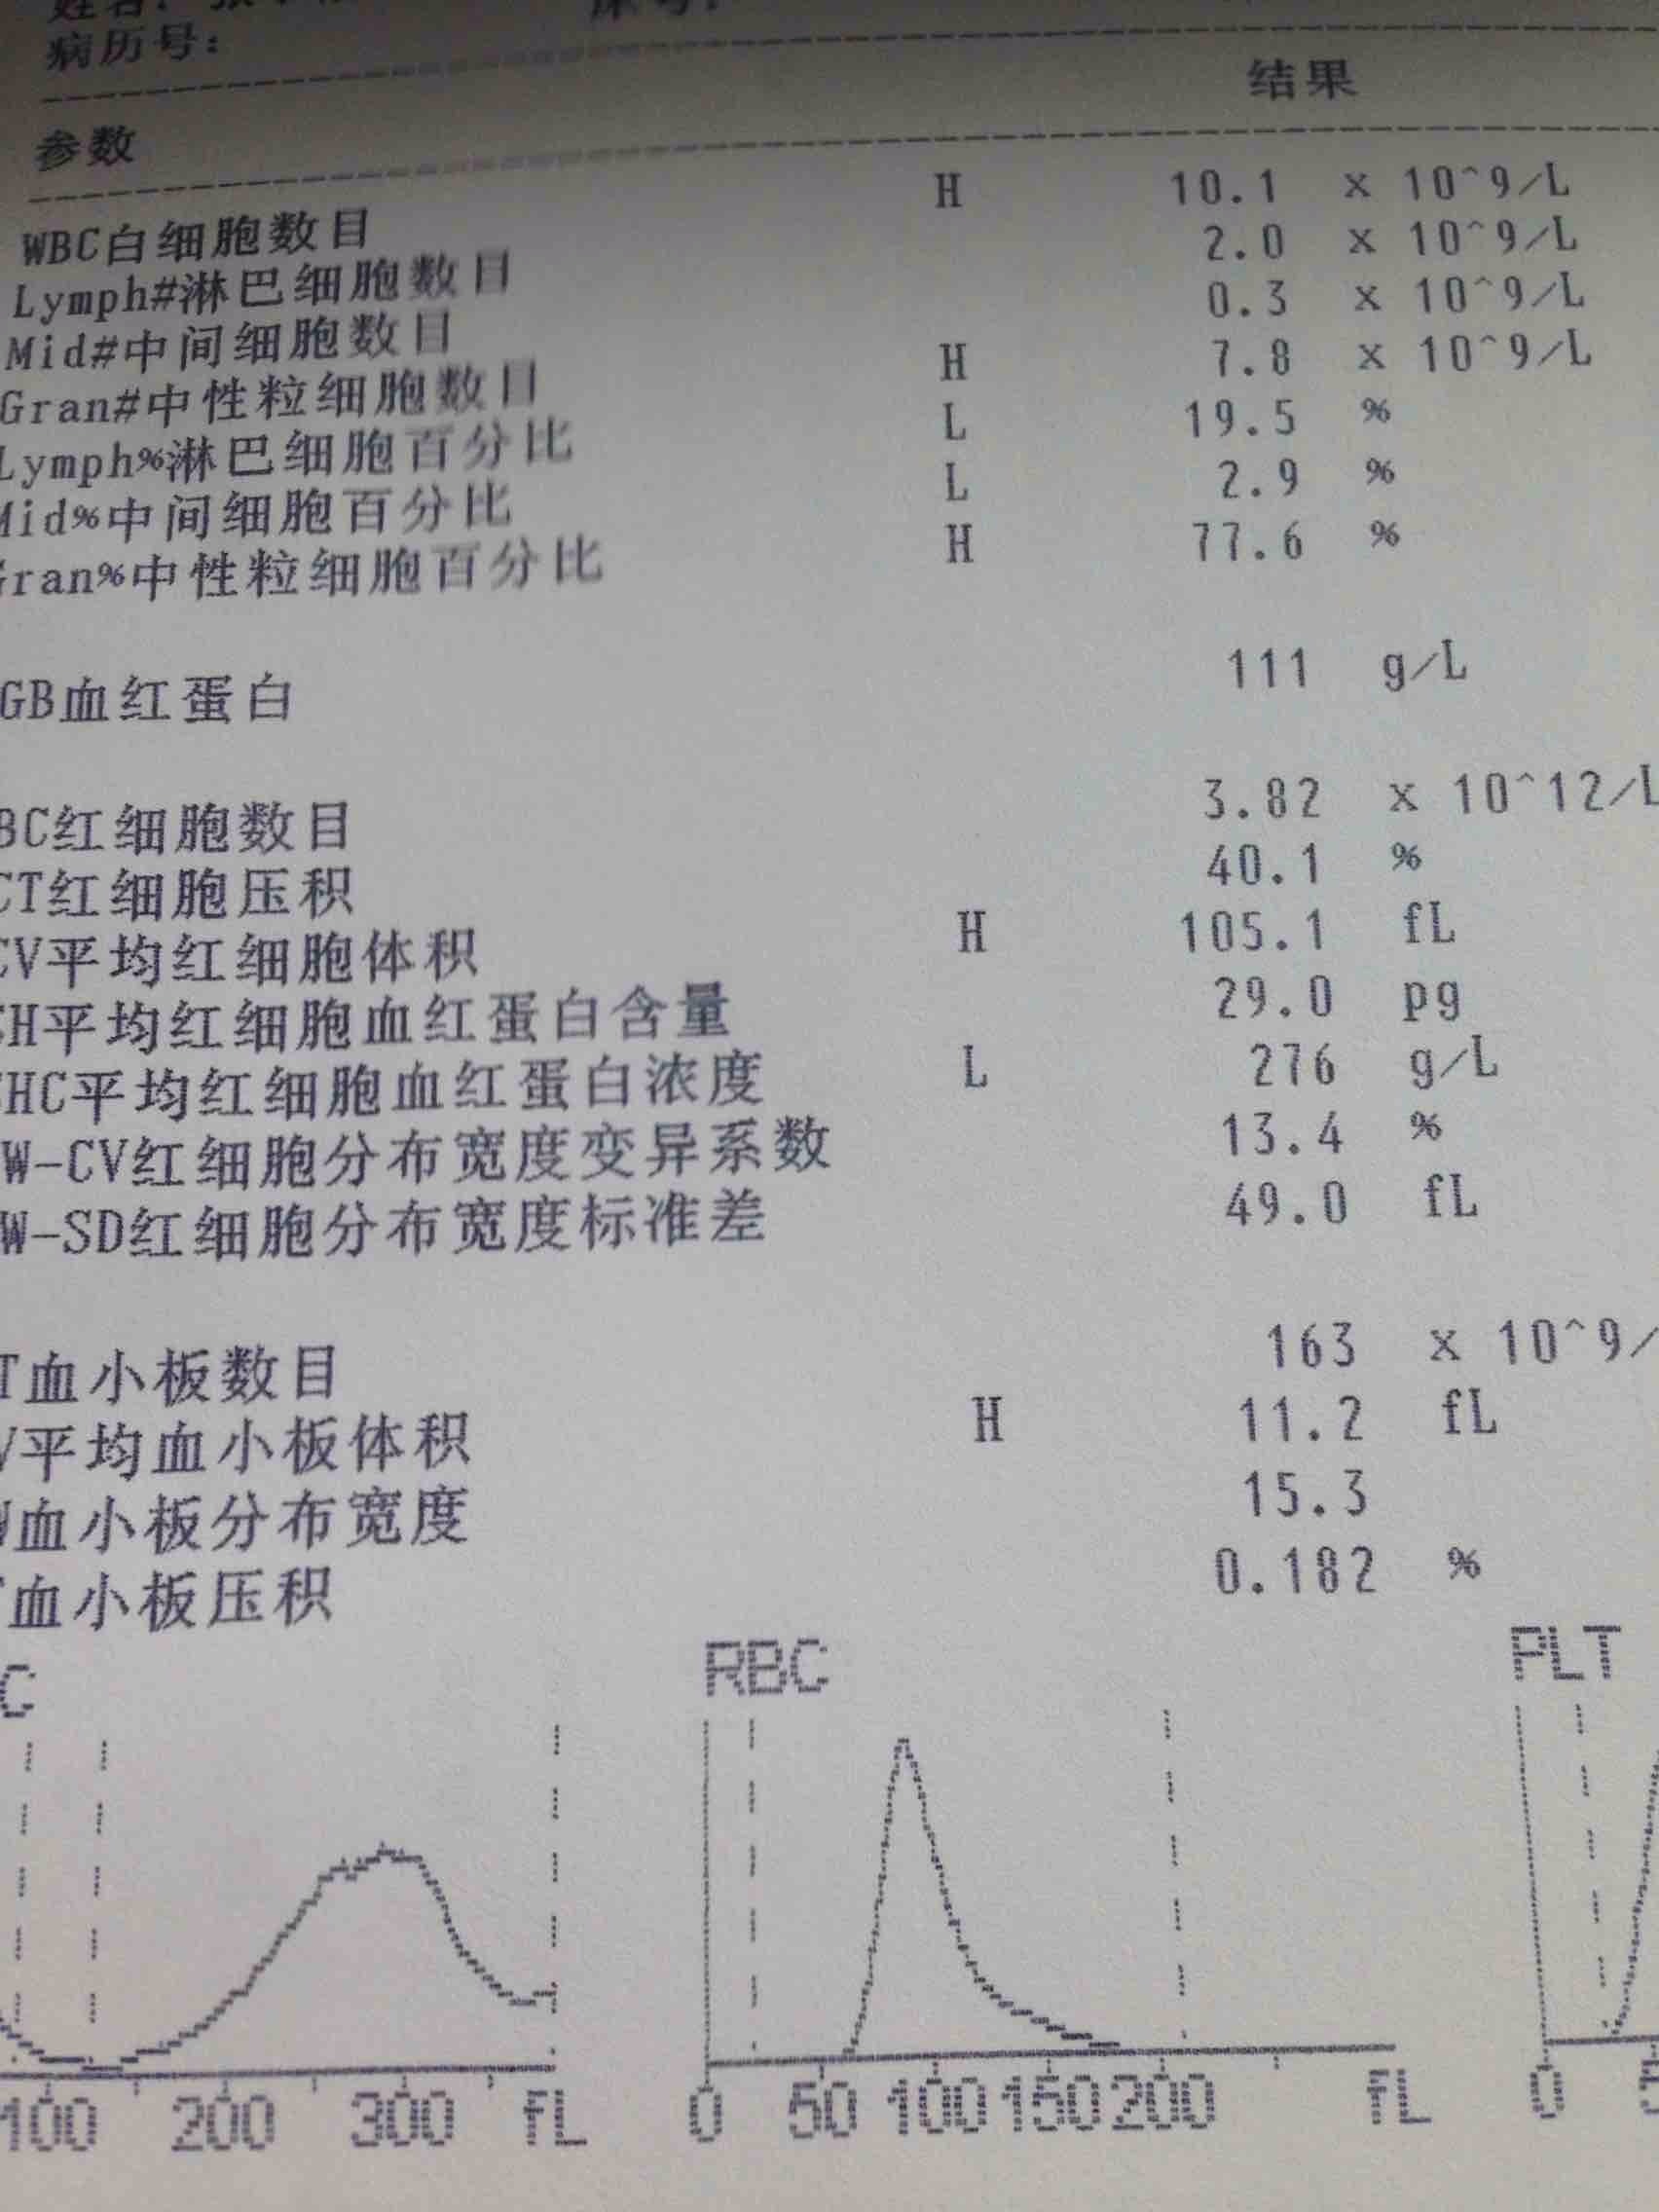 姓名:
病历号:
参数 结果
WBC白细胞数目 H 10.1 x 10^9/L
Lymph#淋巴细胞数目 2.0 x 10^9/L
Mid#中间细胞数目 0.3 x 10^9/L
Gran#中性粒细胞数目 H 7.8 x 10^9/L
Lymph%淋巴细胞百分比 L 19.5 %
Mid%中间细胞百分比 L 2.9 %
ran%中性粒细胞百分比 H 77.6 %
GB血红蛋白 111 g/L
BC红细胞数目 3.82 x 10^12/L
CT红细胞压积 40.1 %
CV平均红细胞体积 H 105.1 fL
CH平均红细胞血红蛋白含量 29.0 pg
CHC平均红细胞血红蛋白浓度 L 276 g/L
W-CV红细胞分布宽度变异系数 13.4 %
W-SD红细胞分布宽度标准差 49.0 fL
T血小板数目 163 x 10^9/
V平均血小板体积 H 11.2 fL
W血小板分布宽度 15.3
T血小板压积 0.182 %
C RBC PLT
100 200 300 fL 0 50 100 150 200 fL 0 5